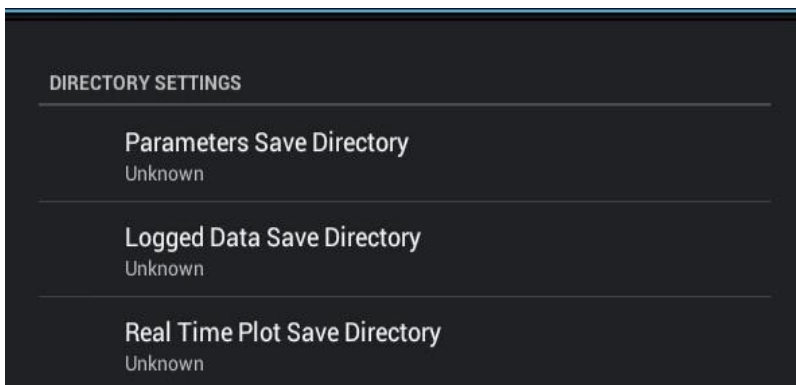 DIRECTORY SETTINGS
Parameters Save Directory
Unknown
Logged Data Save Directory
Unknown
Real Time Plot Save Directory
Unknown